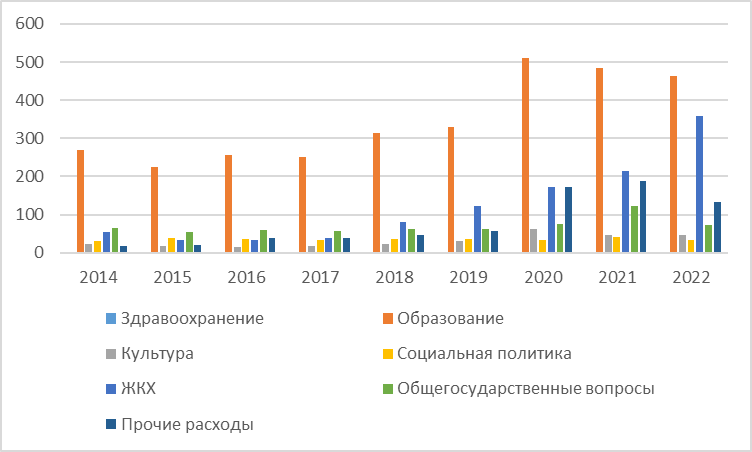 600
500
400
300
200
100
0
2014 2015 2016 2017 2018 2019 2020 2021 2022
Здравоохранение Образование
Культура Социальная политика
ЖКХ Общегосударственные вопросы
Прочие расходы